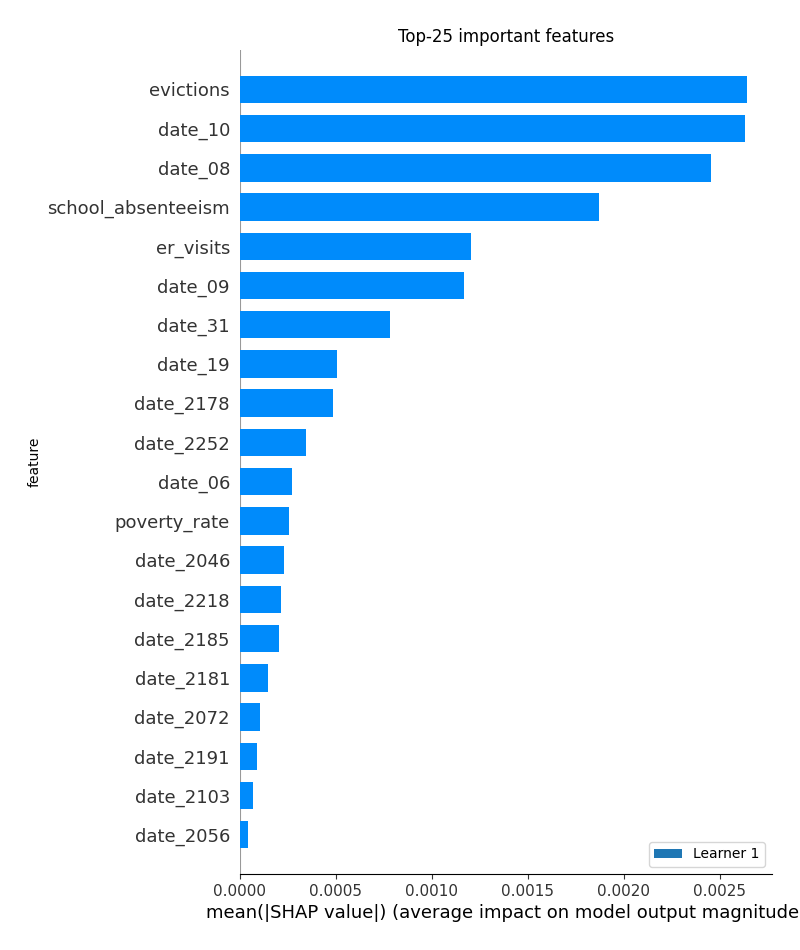 Top-25 important features
evictions
date_10
date_08
school_absenteeism
er_visits
date_09
date_31
date_19
date_2178
date_2252
date_06
poverty_rate
date_2046
date_2218
date_2185
date_2181
date_2072
date_2191
date_2103
date_2056
feature
Learner 1
0.0000 0.0005 0.0010 0.0015 0.0020 0.0025
mean(|SHAP value|) (average impact on model output magnitude